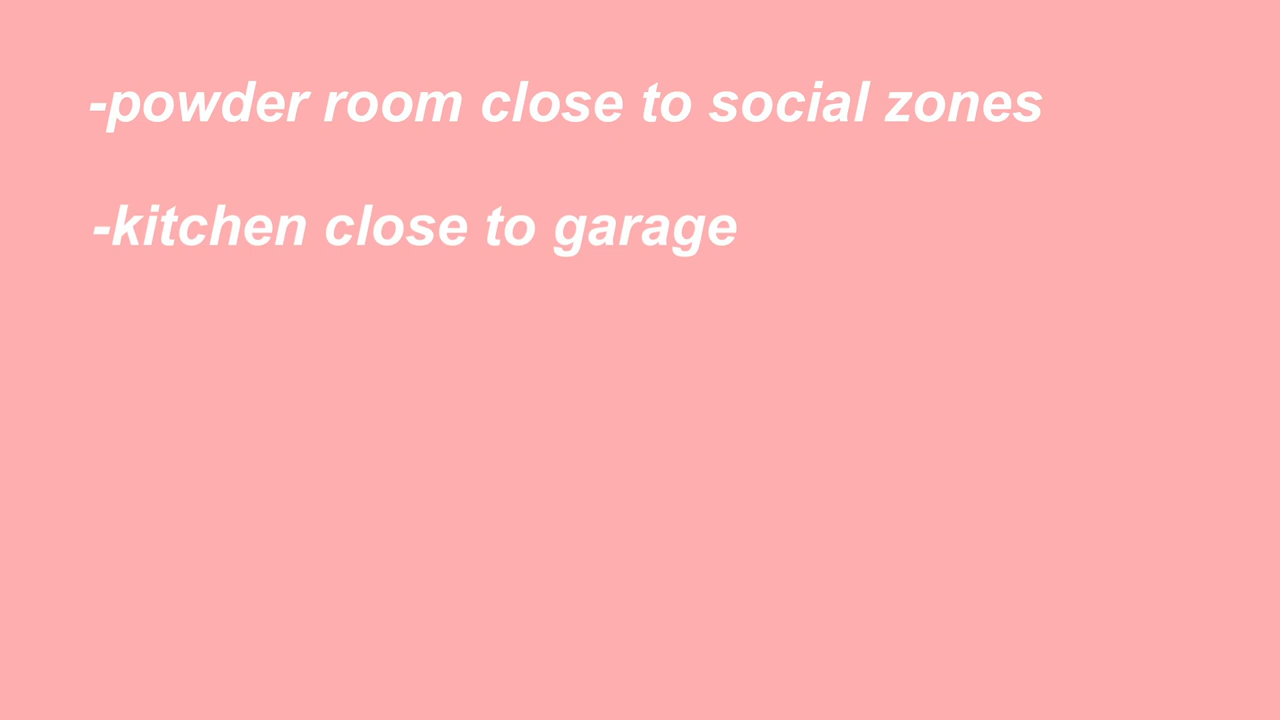 -powder room close to social zones
-kitchen close to garage